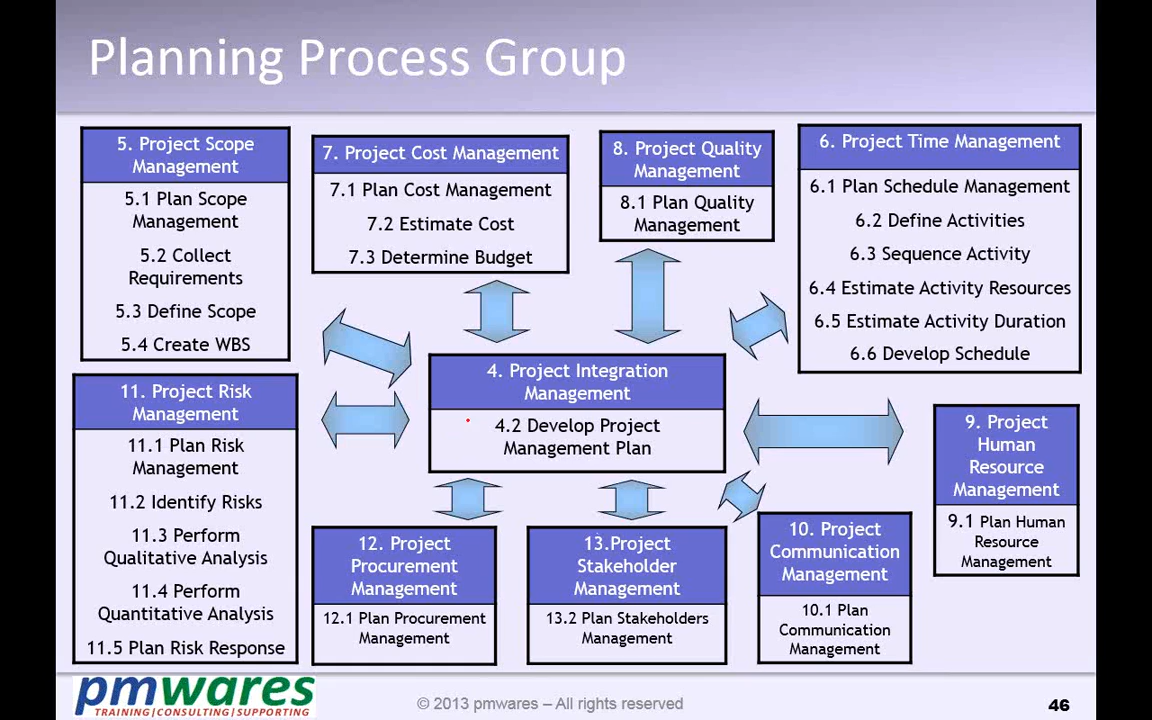 Planning Process Group
5. Project Scope
Management
5.1 Plan Scope
Management
5.2 Collect
Requirements
5.3 Define Scope
5.4 Create WBS
7. Project Cost Management
7.1 Plan Cost Management
7.2 Estimate Cost
7.3 Determine Budget
8. Project Quality
Management
8.1 Plan Quality
Management
6. Project Time Management
6.1 Plan Schedule Management
6.2 Define Activities
6.3 Sequence Activity
6.4 Estimate Activity Resources
6.5 Estimate Activity Duration
6.6 Develop Schedule
4. Project Integration
Management
4.2 Develop Project
Management Plan
11. Project Risk
Management
11.1 Plan Risk
Management
11.2 Identify Risks
11.3 Perform
Qualitative Analysis
11.4 Perform
Quantitative Analysis
11.5 Plan Risk Response
12. Project
Procurement
Management
12.1 Plan Procurement
Management
13.Project
Stakeholder
Management
13.2 Plan Stakeholders
Management
10. Project
Communication
Management
10.1 Plan
Communication
Management
9. Project
Human
Resource
Management
9.1 Plan Human
Resource
Management
pmwares
TRAINING|CONSULTING|SUPPORTING
© 2013 pmwares – All rights reserved
46